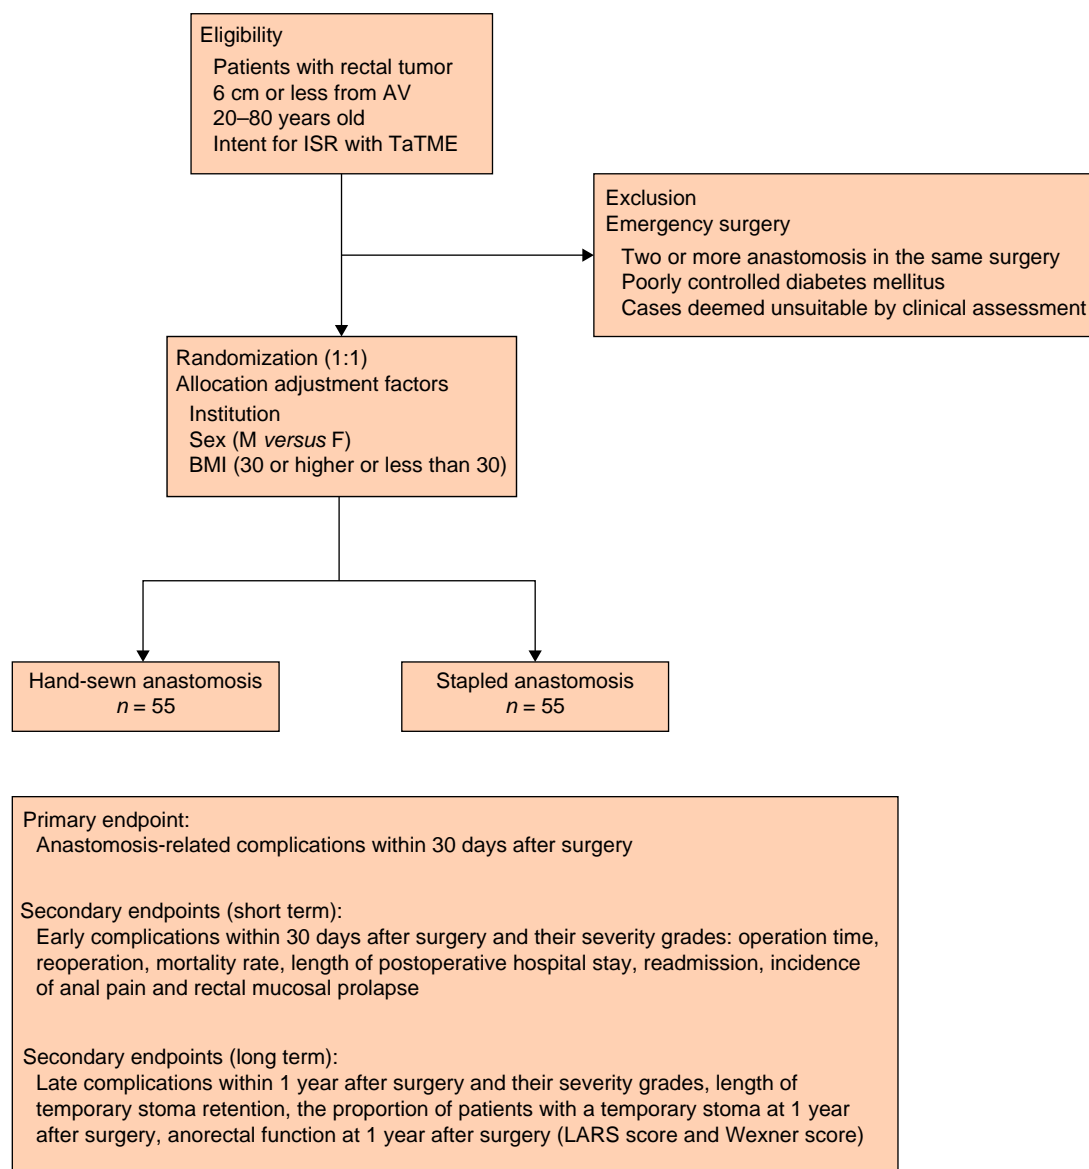 Eligibility
Patients with rectal tumor
6 cm or less from AV
20–80 years old
Intent for ISR with TaTME
Exclusion
Emergency surgery
Two or more anastomosis in the same surgery
Poorly controlled diabetes mellitus
Cases deemed unsuitable by clinical assessment
Randomization (1:1)
Allocation adjustment factors
Institution
Sex (M versus F)
BMI (30 or higher or less than 30)
Hand-sewn anastomosis
n = 55
Stapled anastomosis
n = 55
Primary endpoint:
Anastomosis-related complications within 30 days after surgery
Secondary endpoints (short term):
Early complications within 30 days after surgery and their severity grades: operation time,
reoperation, mortality rate, length of postoperative hospital stay, readmission, incidence
of anal pain and rectal mucosal prolapse
Secondary endpoints (long term):
Late complications within 1 year after surgery and their severity grades, length of
temporary stoma retention, the proportion of patients with a temporary stoma at 1 year
after surgery, anorectal function at 1 year after surgery (LARS score and Wexner score)